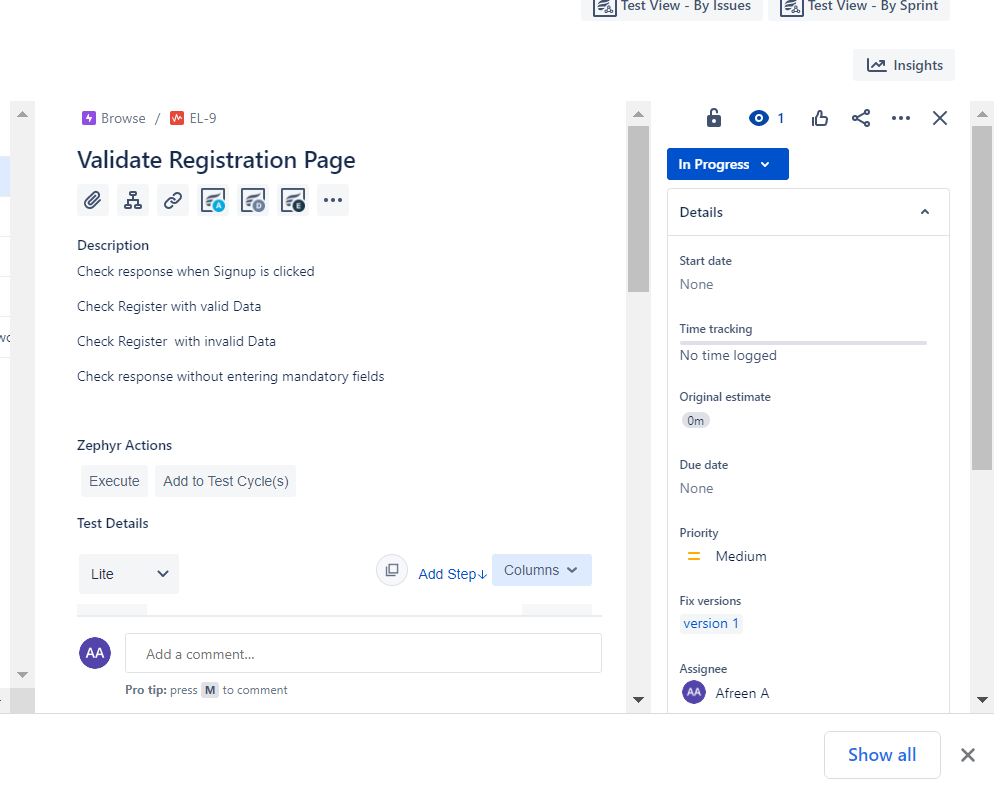 Test View - By Issues
Test View - By Sprint
Insights
Browse / EL-9
1
Validate Registration Page
In Progress
A
D
E
Details
Description
Check response when Signup is clicked
Check Register with valid Data
Check Register  with invalid Data
Check response without entering mandatory fields
Zephyr Actions
Execute
Add to Test Cycle(s)
Test Details
Lite
Add Step↓
Columns
AA
Add a comment...
Pro tip: press M to comment
Start date
None
Time tracking
No time logged
Original estimate
0m
Due date
None
Priority
Medium
Fix versions
version 1
Assignee
AA Afreen A
Show all